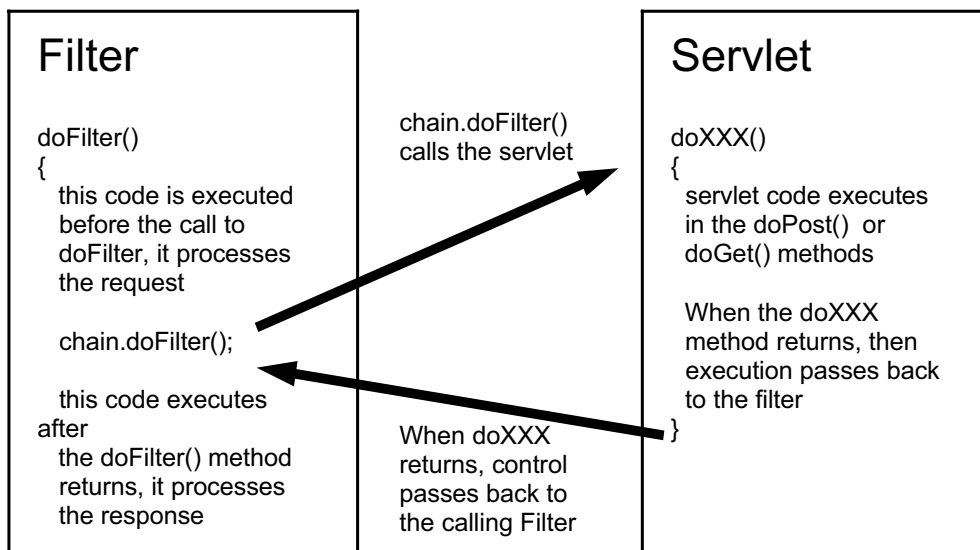 Filter
doFilter()
{
this code is executed
before the call to
doFilter, it processes
the request
chain.doFilter();
this code executes
after
the doFilter() method
returns, it processes
the response
chain.doFilter()
calls the servlet
When doXXX
returns, control
passes back to
the calling Filter
Servlet
doXXX()
{
servlet code executes
in the doPost()  or
doGet() methods
When the doXXX
method returns, then
execution passes back
to the filter
}